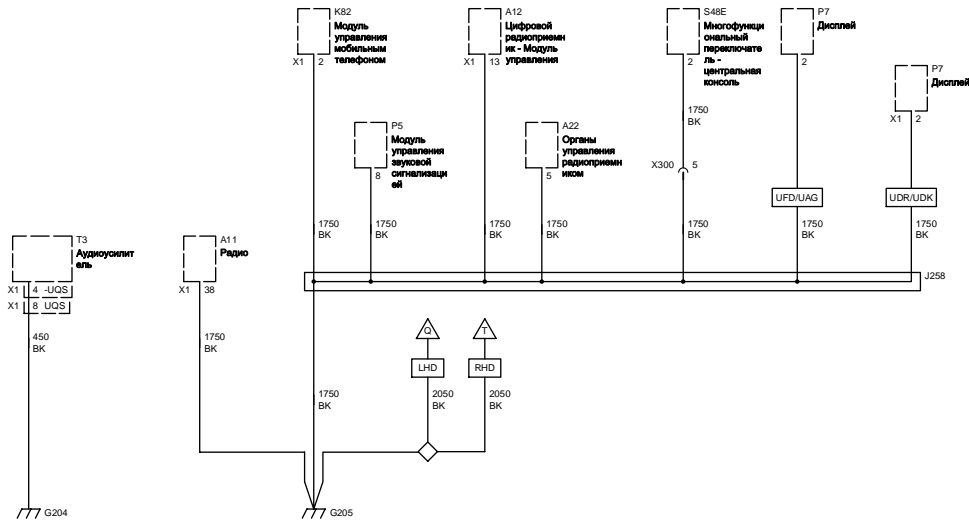 K82
Модуль
управления
мобильным
телефоном
X1 2
A12
Цифровой
радиоприемн
ик - Модуль
управления
X1 13
S48E
Многофункци
ональный
переключате
ль -
центральная
консоль
2
P7
Дисплей
2
P7
Дисплей
X1 2
1750
BK
P5
Модуль
управления
звуковой
сигнализаци
ей
8
A22
Органы
управления
радиоприемн
иком
5
X300 5
UFD/UAG
UDR/UDK
1750
BK
1750
BK
1750
BK
1750
BK
1750
BK
1750
BK
1750
BK
T3
Аудиоусилит
ель
X1 4 -UQS
X1 8 UQS
A11
Радио
X1 38
J258
450
BK
1750
BK
Q
T
LHD
RHD
1750
BK
2050
BK
2050
BK
G204
G205